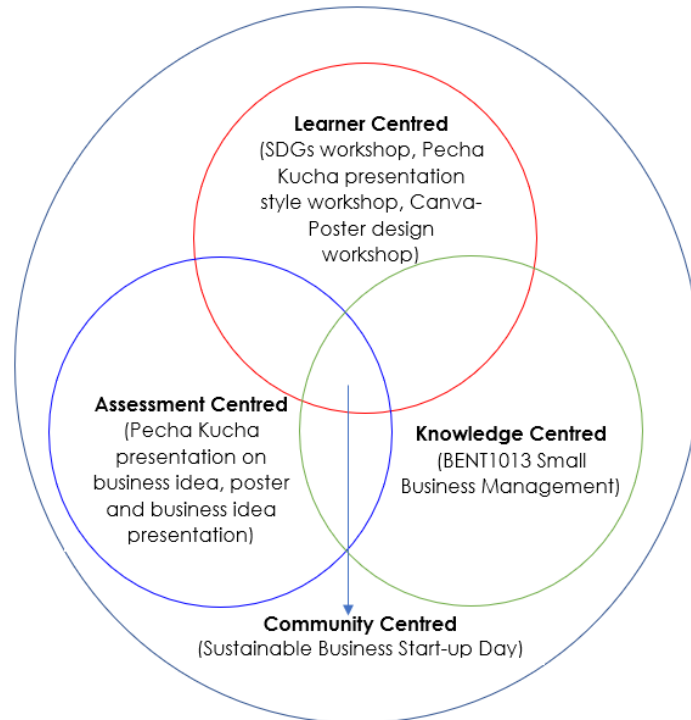 Learner Centred
(SDGs workshop, Pecha
Kucha presentation
style workshop, Canva-
Poster design
workshop)
Assessment Centred
(Pecha Kucha
presentation on
business idea, poster
and business idea
presentation)
Knowledge Centred
(BENT1013 Small
Business Management)
Community Centred
(Sustainable Business Start-up Day)